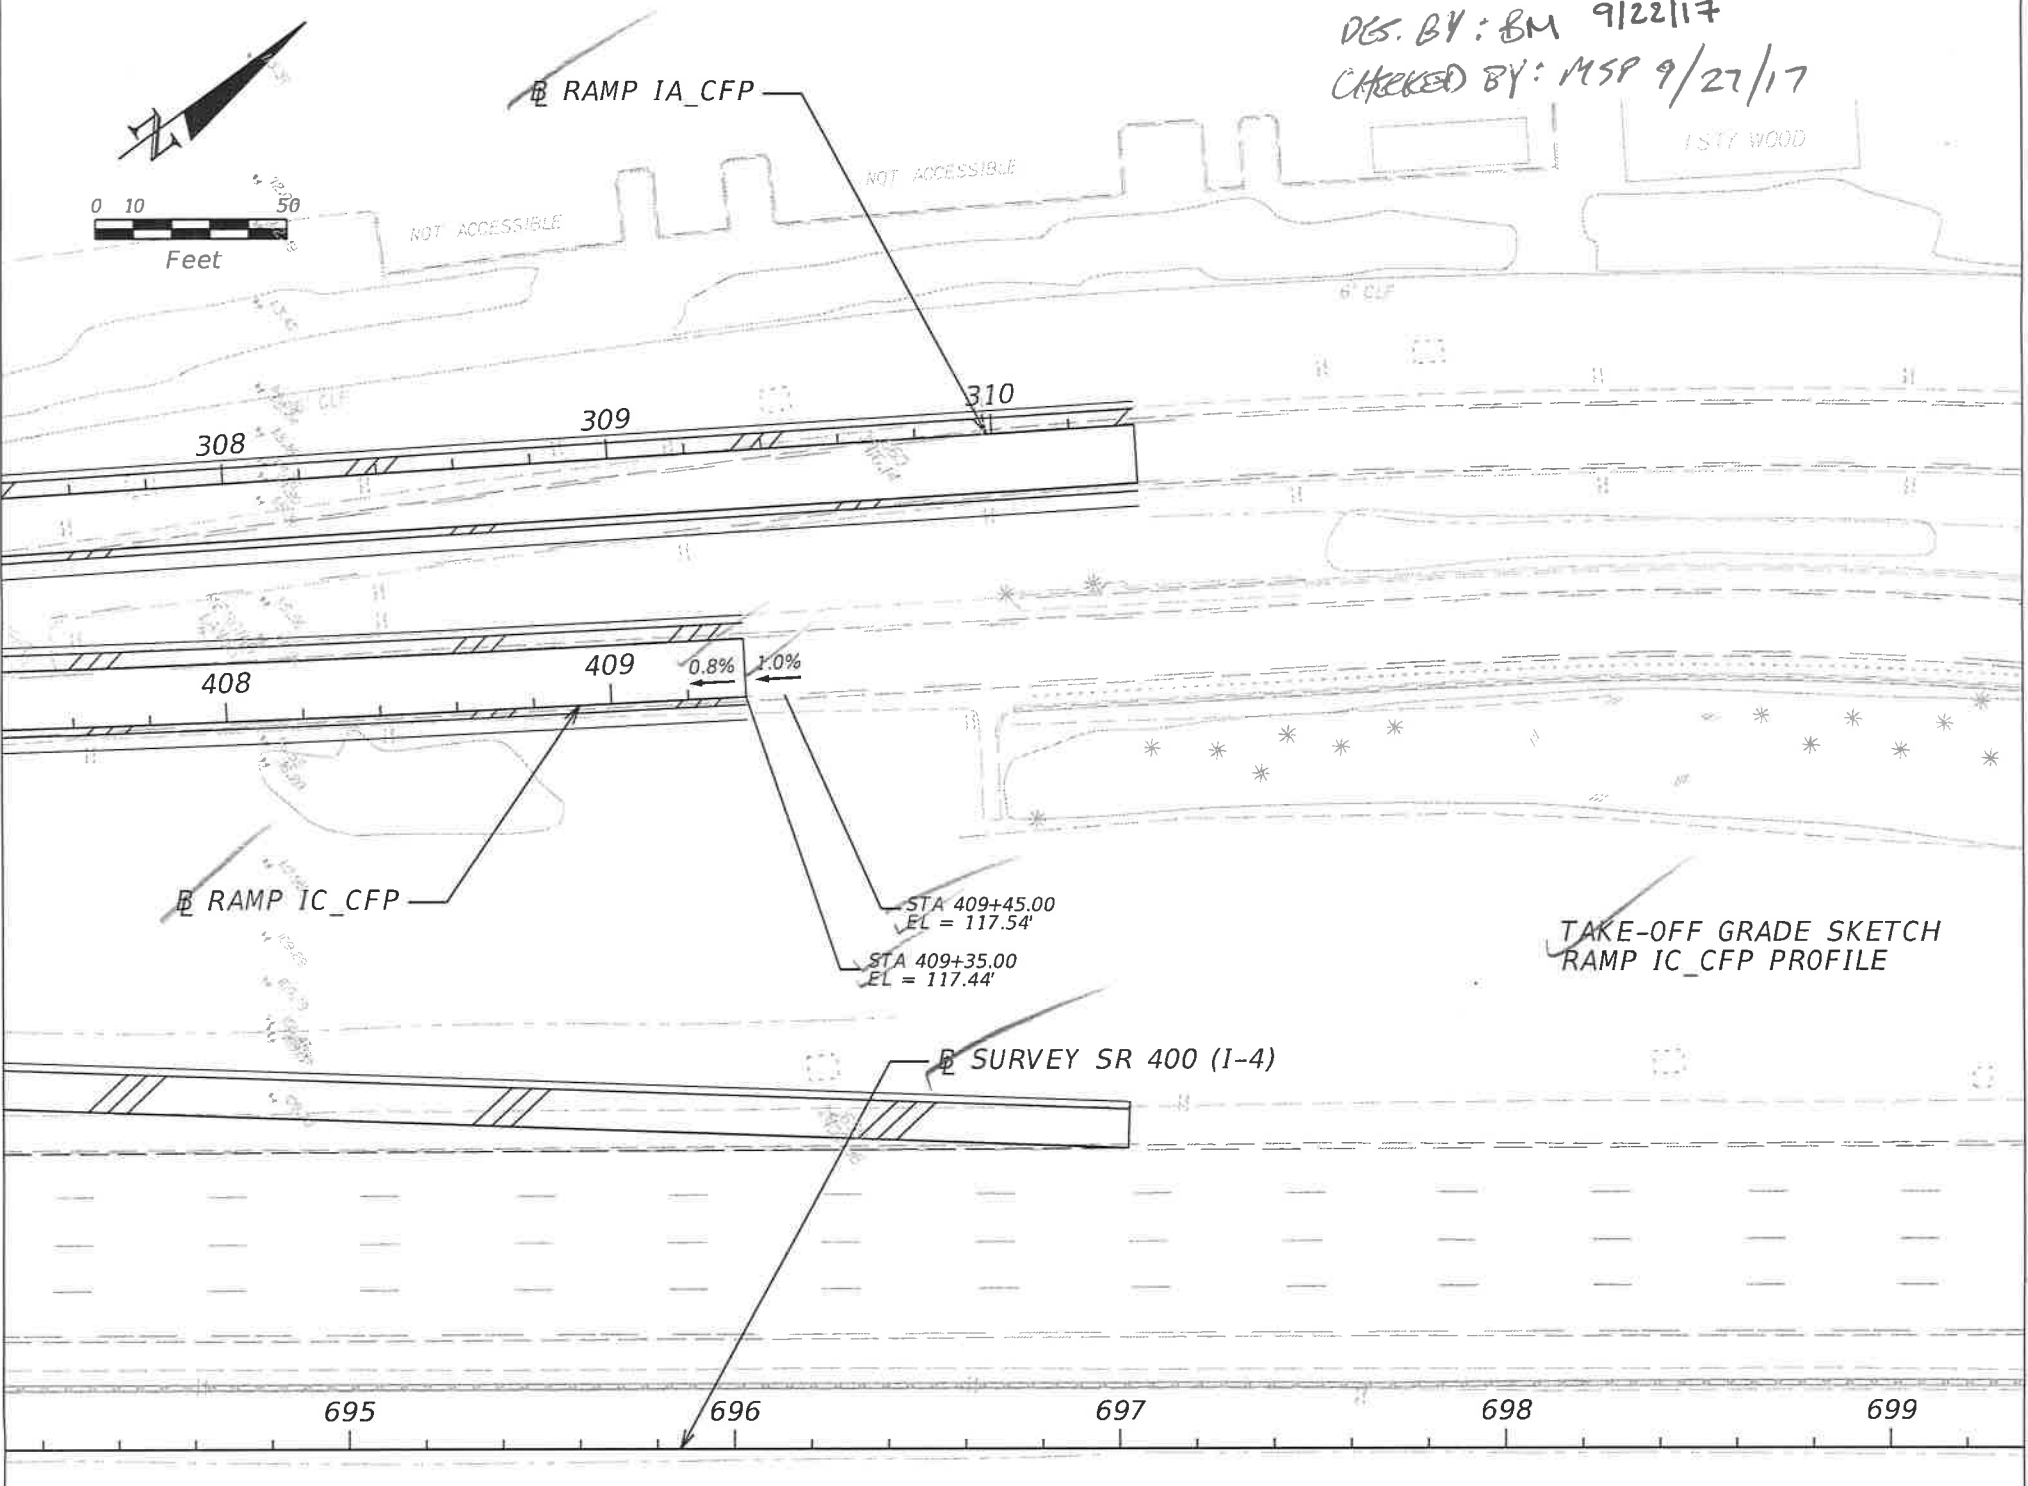 DES. BY: BM 9/22/17
CHECKED BY: MSP 9/27/17
℄ RAMP IA_CFP
1 STY WOOD
NOT ACCESSIBLE
NOT ACCESSIBLE
N
0 10 50
Feet
6' CLF
CLF
308
309
310
408
409
0.8%
1.0%
℄ RAMP IC_CFP
STA 409+45.00
EL = 117.54'
STA 409+35.00
EL = 117.44'
TAKE-OFF GRADE SKETCH
RAMP IC_CFP PROFILE
℄ SURVEY SR 400 (I-4)
695
696
697
698
699